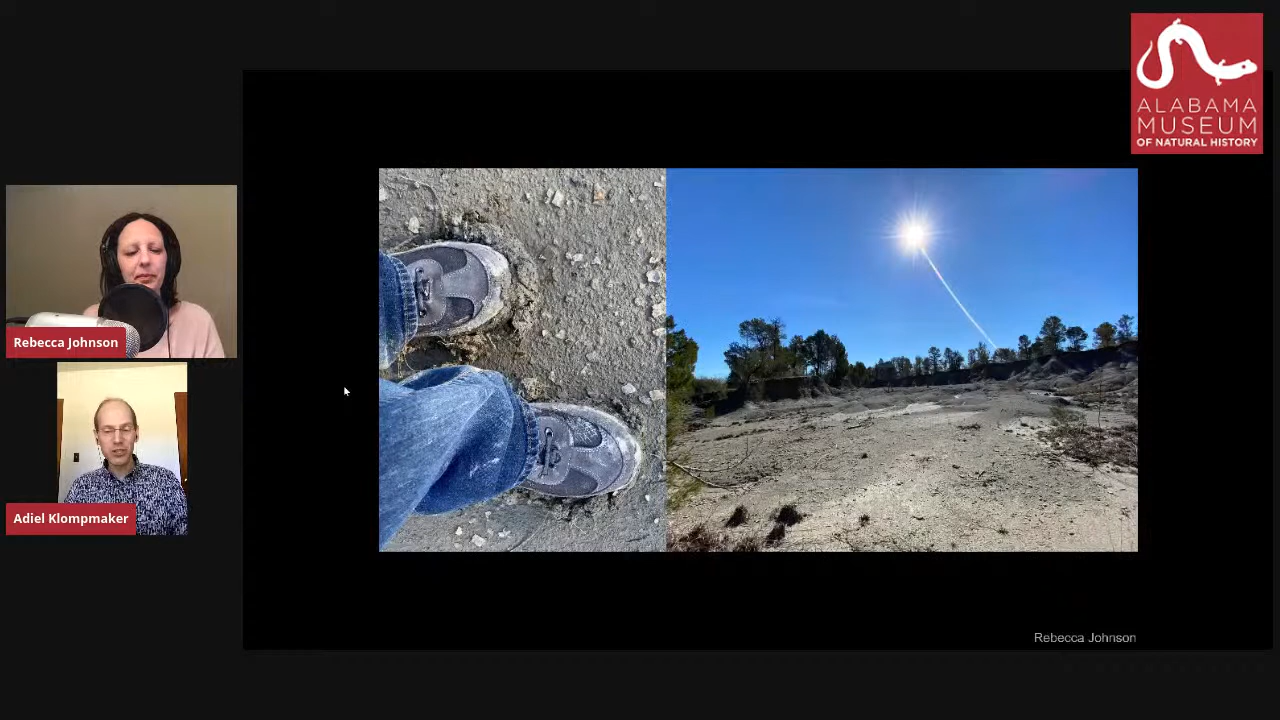 ALABAMA
MUSEUM
OF NATURAL HISTORY
Rebecca Johnson
Adiel Klompmaker
Rebecca Johnson